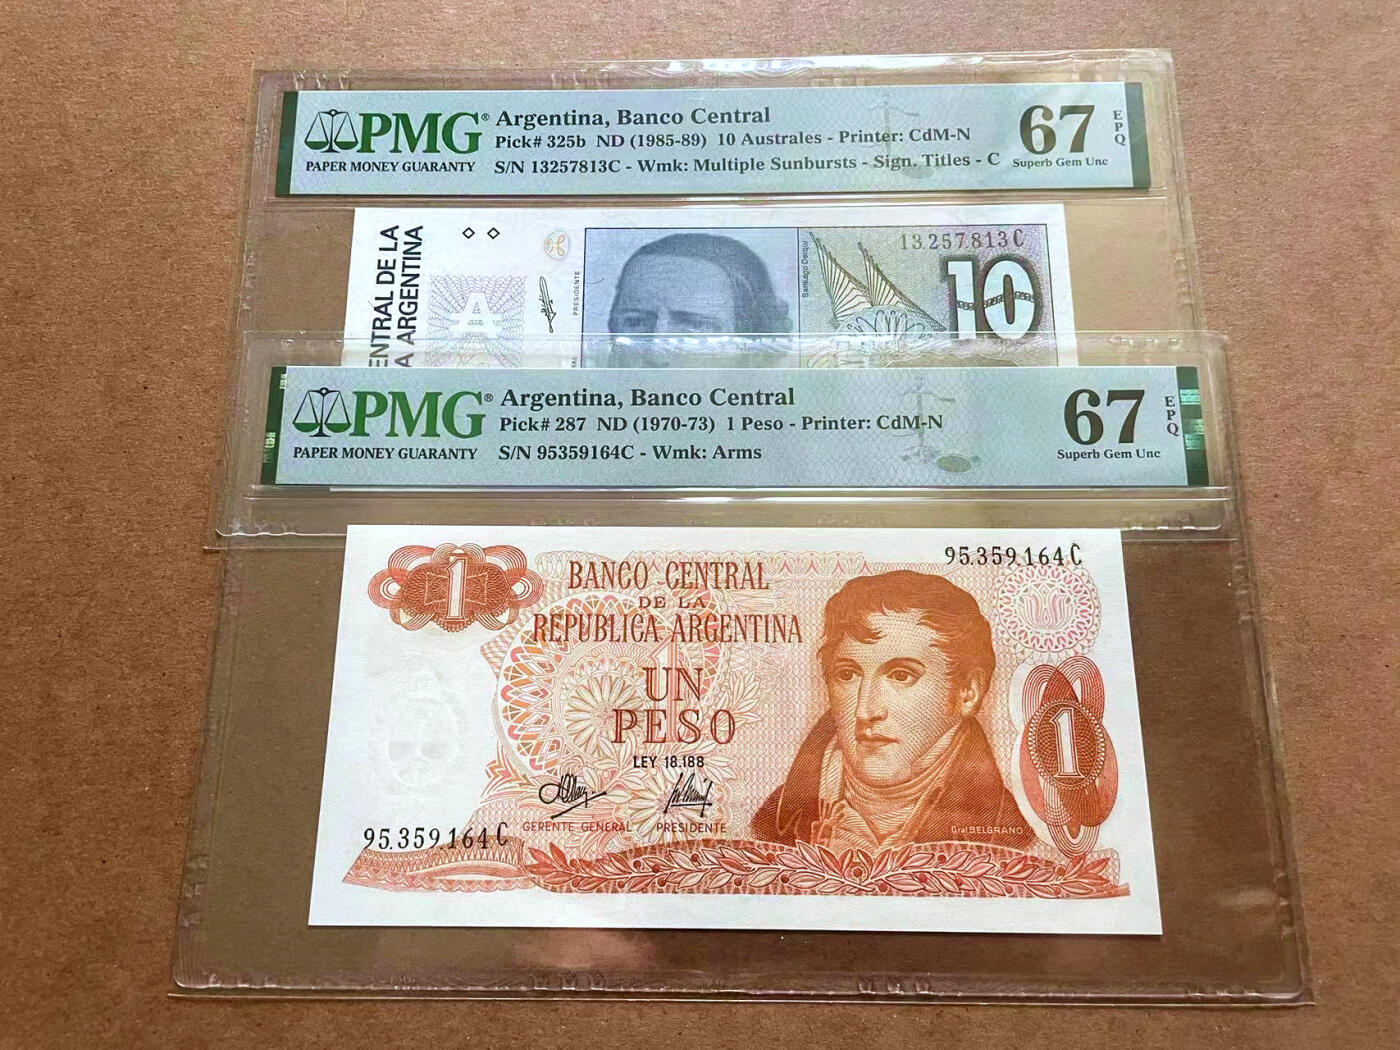 PMG®
PAPER MONEY GUARANTY
Argentina, Banco Central
Pick# 325b ND (1985-89) 10 Australes - Printer: CdM-N
S/N 13257813C - Wmk: Multiple Sunbursts - Sign. Titles - C
67
Superb Gem Unc
EPQ
ENTRAL DE LA
A ARGENTINA
A
PRESIDENTE
Santiago Derqui
13.257.813 C
10
PMG®
PAPER MONEY GUARANTY
Argentina, Banco Central
Pick# 287 ND (1970-73) 1 Peso - Printer: CdM-N
S/N 95359164C - Wmk: Arms
67
Superb Gem Unc
EPQ
1
BANCO CENTRAL
DE LA
REPUBLICA ARGENTINA
95.359.164 C
UN
PESO
LEY 18.188
GERENTE GENERAL
PRESIDENTE
95.359.164 C
Gral BELGRANO
1